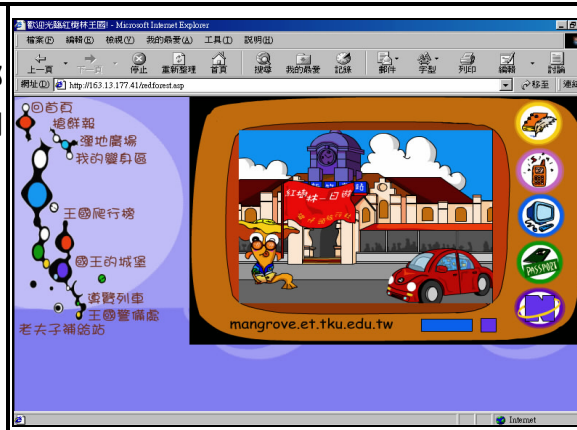 歡迎光臨紅樹林王國! - Microsoft Internet Explorer
檔案(F) 編輯(E) 檢視(V) 我的最愛(A) 工具(T) 說明(H)
上一頁 下一頁 停止 重新整理 首頁 搜尋 我的最愛 記錄 郵件 字型 列印 編輯 討論
網址(D) http://163.13.177.41/redforest.asp 移至 連結
回首頁
搶鮮報
溼地廣場
我的變身區
王國爬行榜
國王的城堡
導覽列車
王國警備處
老夫子補給站
紅樹林一日遊
PASSPORT
mangrove.et.tku.edu.tw
Internet